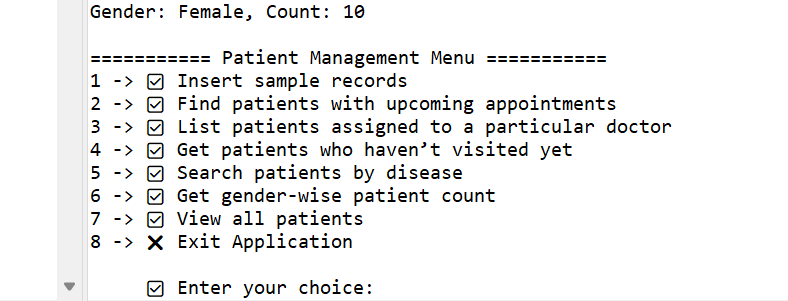 Gender: Female, Count: 10
=========== Patient Management Menu ===========
1 -> ☑ Insert sample records
2 -> ☑ Find patients with upcoming appointments
3 -> ☑ List patients assigned to a particular doctor
4 -> ☑ Get patients who haven’t visited yet
5 -> ☑ Search patients by disease
6 -> ☑ Get gender-wise patient count
7 -> ☑ View all patients
8 -> ❌ Exit Application
☑ Enter your choice: